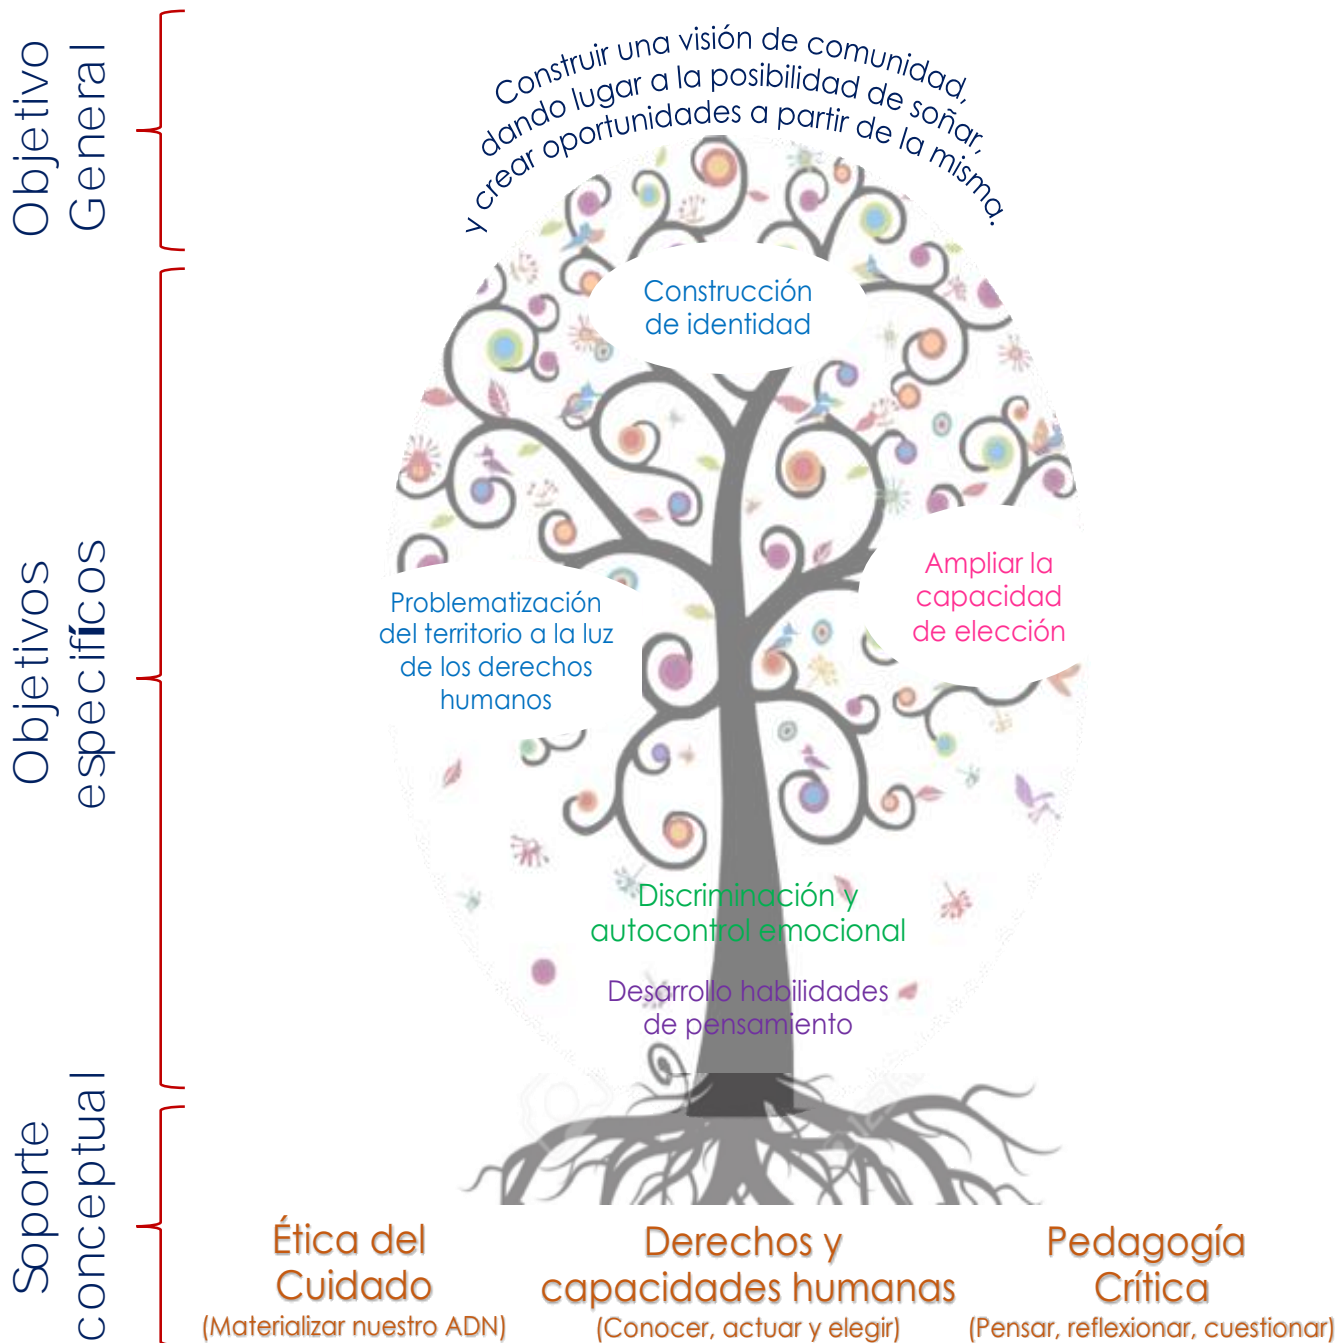 Objetivo
General
Construir una visión de comunidad,
dando lugar a la posibilidad de soñar,
y crear oportunidades a partir de la misma.
Objetivos
específicos
Construcción
de identidad
Ampliar la
capacidad
de elección
Problematización
del territorio a la luz
de los derechos
humanos
Discriminación y
autocontrol emocional
Desarrollo habilidades
de pensamiento
Soporte
conceptual
Ética del
Cuidado
(Materializar nuestro ADN)
Derechos y
capacidades humanas
(Conocer, actuar y elegir)
Pedagogía
Crítica
(Pensar, reflexionar, cuestionar)